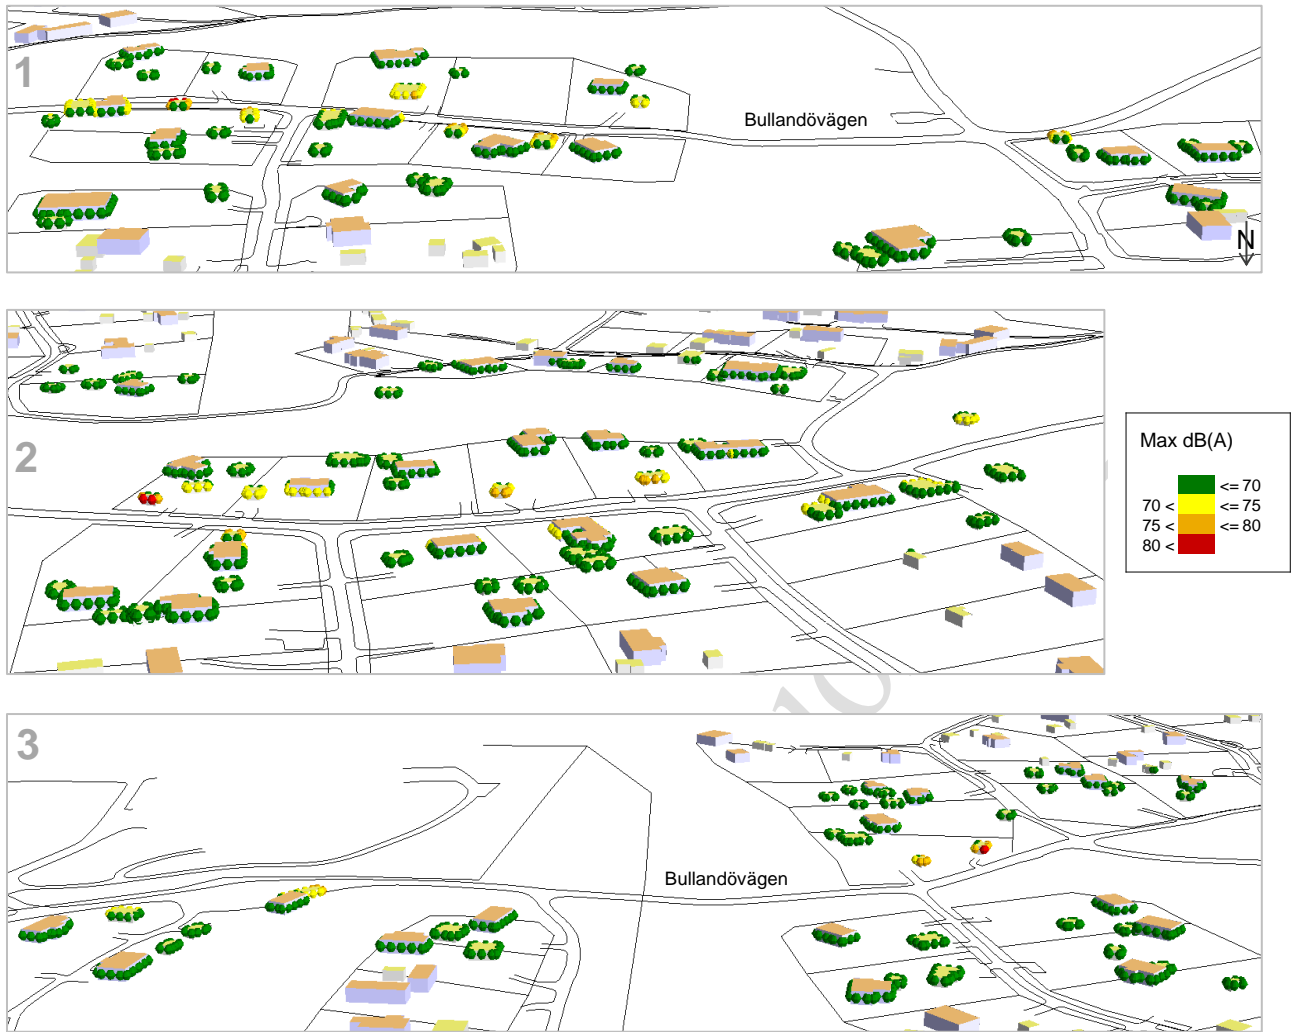 1
Bullandövägen
N
2
Max dB(A)
<= 70
70 < <= 75
75 < <= 80
80 <
3
Bullandövägen